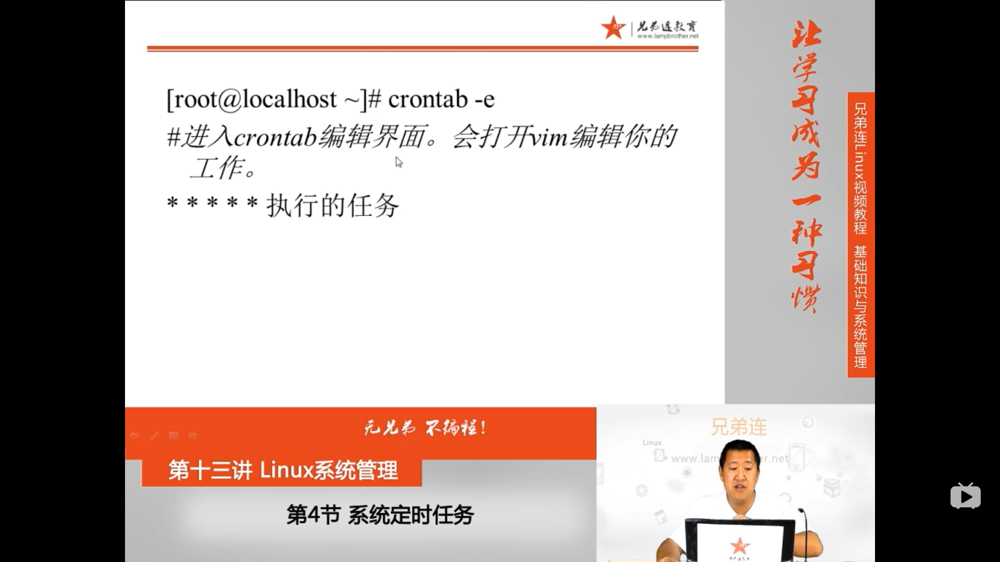 兄弟连教育
www.lampbrother.net
[root@localhost ~]# crontab -e
#进入crontab编辑界面。会打开vim编辑你的
工作。
* * * * * 执行的任务
让学习成为一种习惯
兄弟连Linux视频教程 基础知识与系统管理
无兄弟 不编程!
第十三讲 Linux系统管理
第4节 系统定时任务
兄弟连
Linux